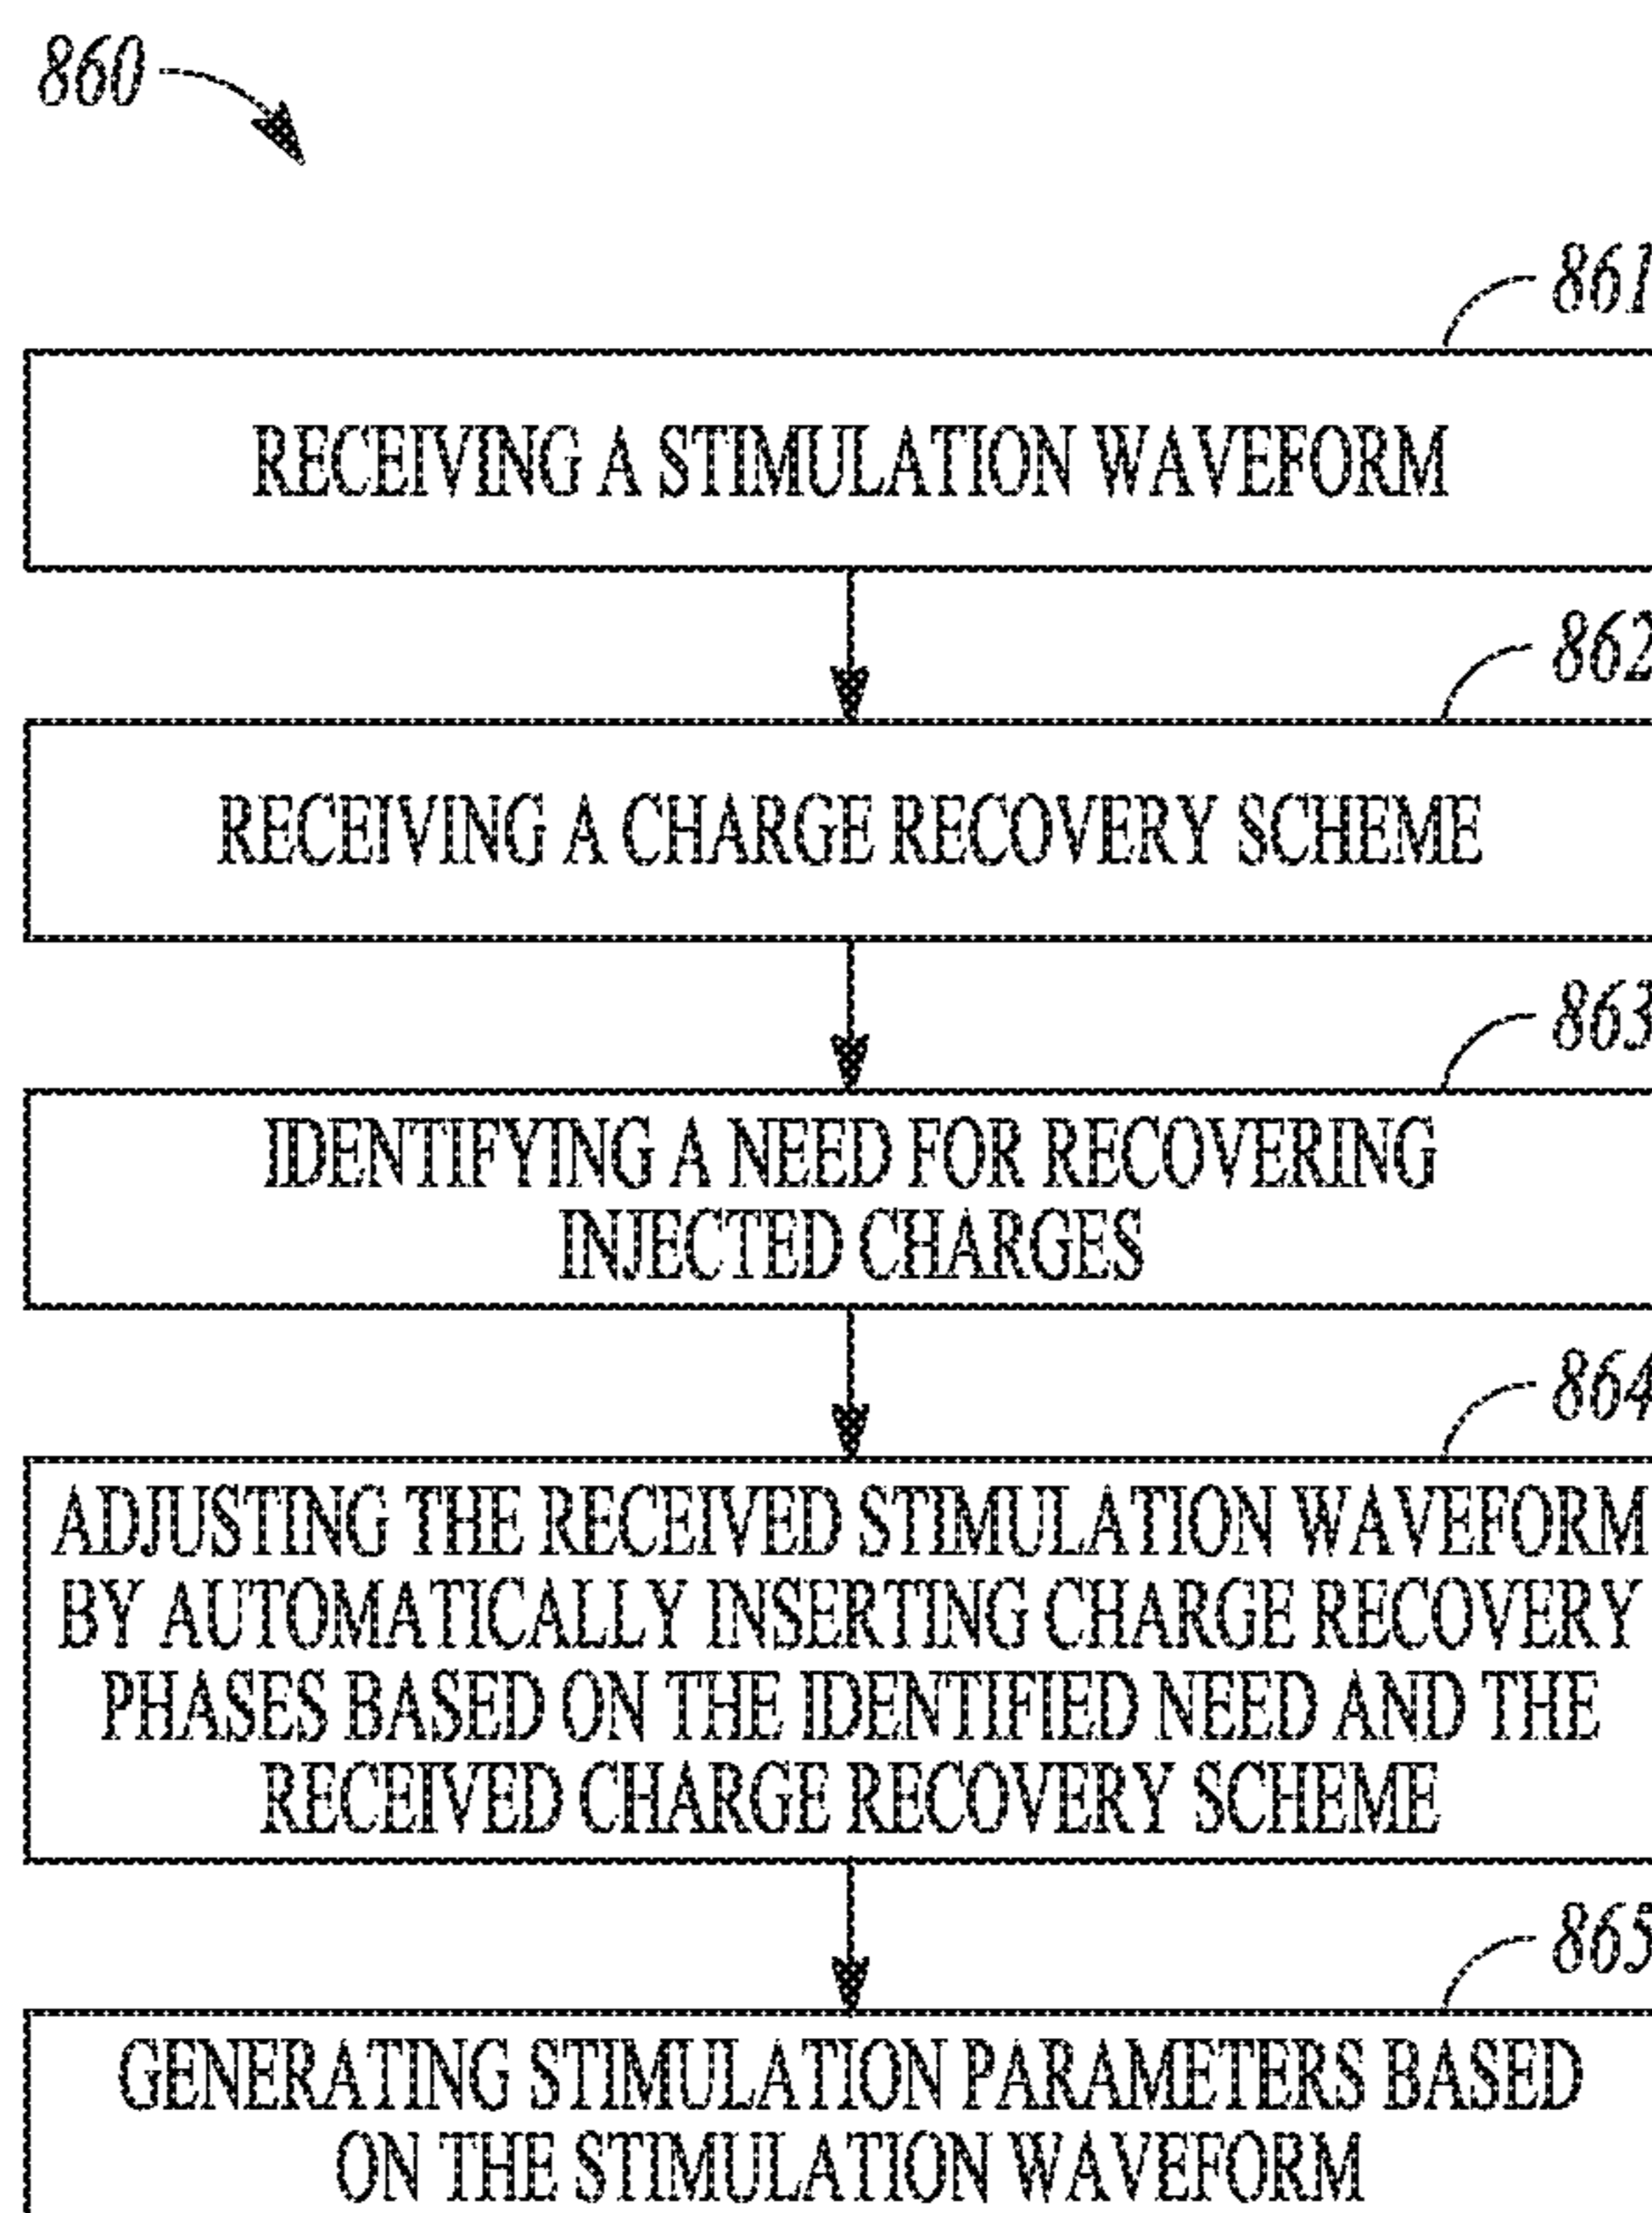 860
861
RECEIVING A STIMULATION WAVEFORM
862
RECEIVING A CHARGE RECOVERY SCHEME
863
IDENTIFYING A NEED FOR RECOVERING
INJECTED CHARGES
864
ADJUSTING THE RECEIVED STIMULATION WAVEFORM
BY AUTOMATICALLY INSERTING CHARGE RECOVERY
PHASES BASED ON THE IDENTIFIED NEED AND THE
RECEIVED CHARGE RECOVERY SCHEME
865
GENERATING STIMULATION PARAMETERS BASED
ON THE STIMULATION WAVEFORM